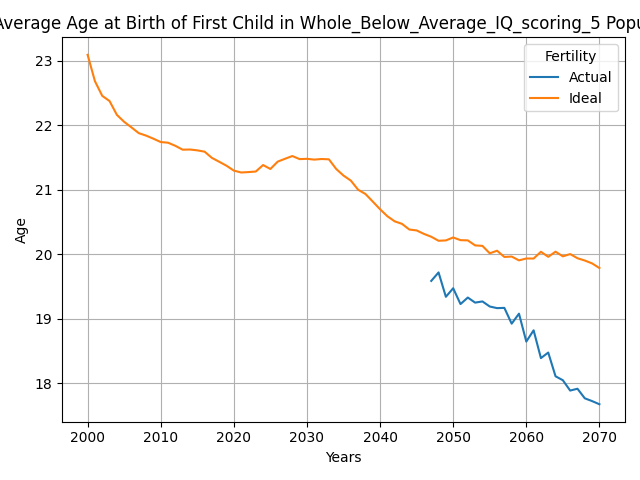 Average Age at Birth of First Child in Whole_Below_Average_IQ_scoring_5
Fertility
Actual
Ideal
23
22
21
20
19
18
Age
2000 2010 2020 2030 2040 2050 2060 2070
Years